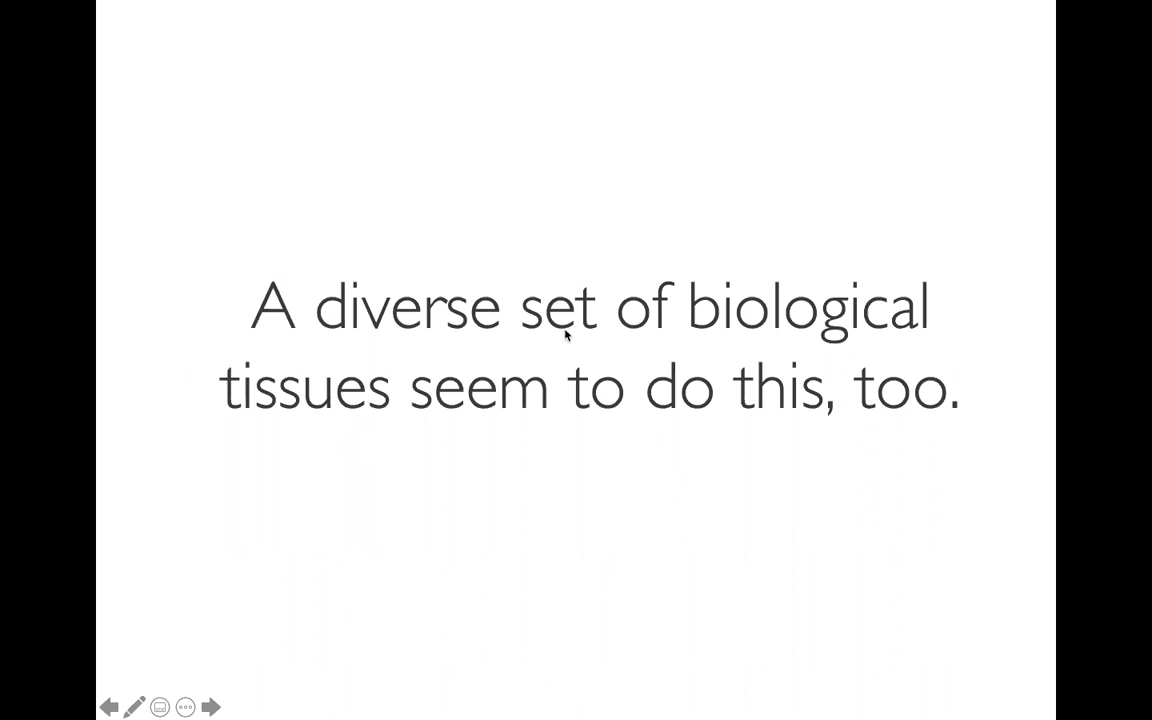 A diverse set of biological
tissues seem to do this, too.